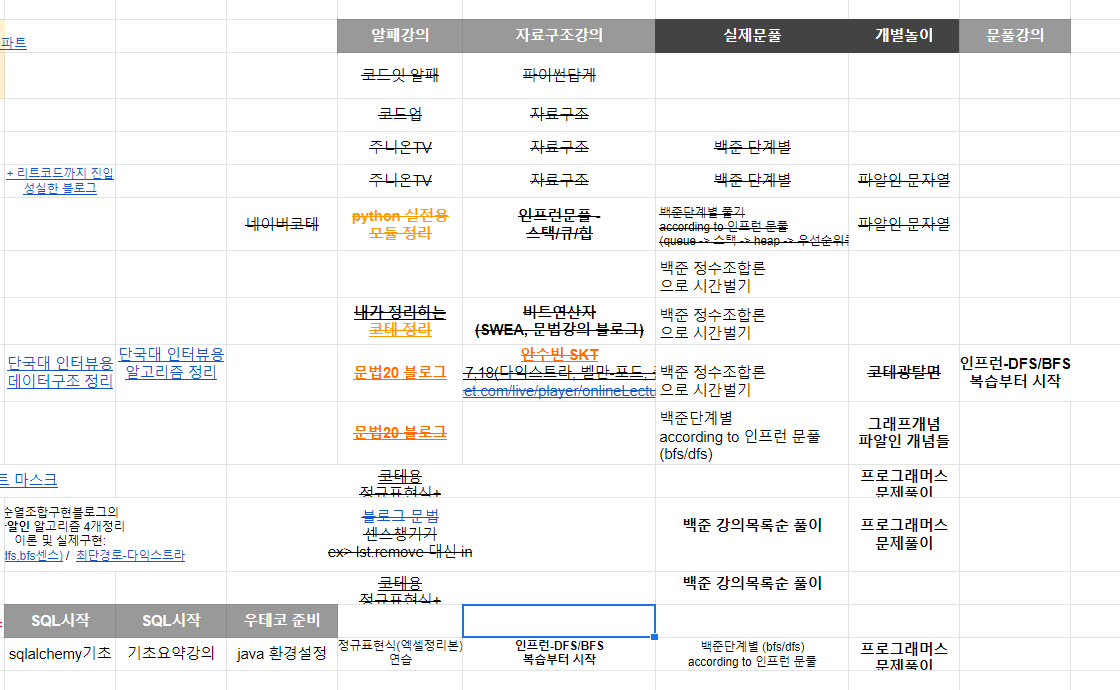 알패강의 자료구조강의 실제문풀 개별놀이 문풀강의
파트
코드잇 알패 파이썬답게
코드업 자료구조
주니온TV 자료구조 백준 단계별
+ 리트코드까지 진입
성실한 블로그
주니온TV 자료구조 백준 단계별 파알인 문자열
네이버코테
python 실전용
모듈 정리
인프런문풀 -
스택/큐/힙
백준단계별 풀기
according to 인프런 문풀
(queue -> 스택 -> heap -> 우선순위큐
파알인 문자열
백준 정수조합론
으로 시간벌기
내가 정리하는
코테 정리
비트연산자
(SWEA, 문법강의 블로그)
백준 정수조합론
으로 시간벌기
단국대 인터뷰용
데이터구조 정리
단국대 인터뷰용
알고리즘 정리
문법20 블로그
안수빈 SKT
7,18(다익스트라, 벨만-포드,
et.com/live/player/onlineLectu
백준 정수조합론
으로 시간벌기
코테광탈면
인프런-DFS/BFS
복습부터 시작
문법20 블로그
백준단계별
according to 인프런 문풀
(bfs/dfs)
그래프개념
파알인 개념들
트 마스크
코테용
정규표현식+
프로그래머스
문제풀이
순열조합구현블로그의
알인 알고리즘 4개정리
이론 및 실제구현:
dfs,bfs센스) / 최단경로-다익스트라
블로그 문법
센스챙기기
ex> lst.remove 대신 in
백준 강의목록순 풀이
프로그래머스
문제풀이
코테용
정규표현식+
백준 강의목록순 풀이
SQL시작 SQL시작 우테코 준비
sqlalchemy기초 기초요약강의 java 환경설정
정규표현식(엑셀정리본)
연습
인프런-DFS/BFS
복습부터 시작
백준단계별 (bfs/dfs)
according to 인프런 문풀
프로그래머스
문제풀이